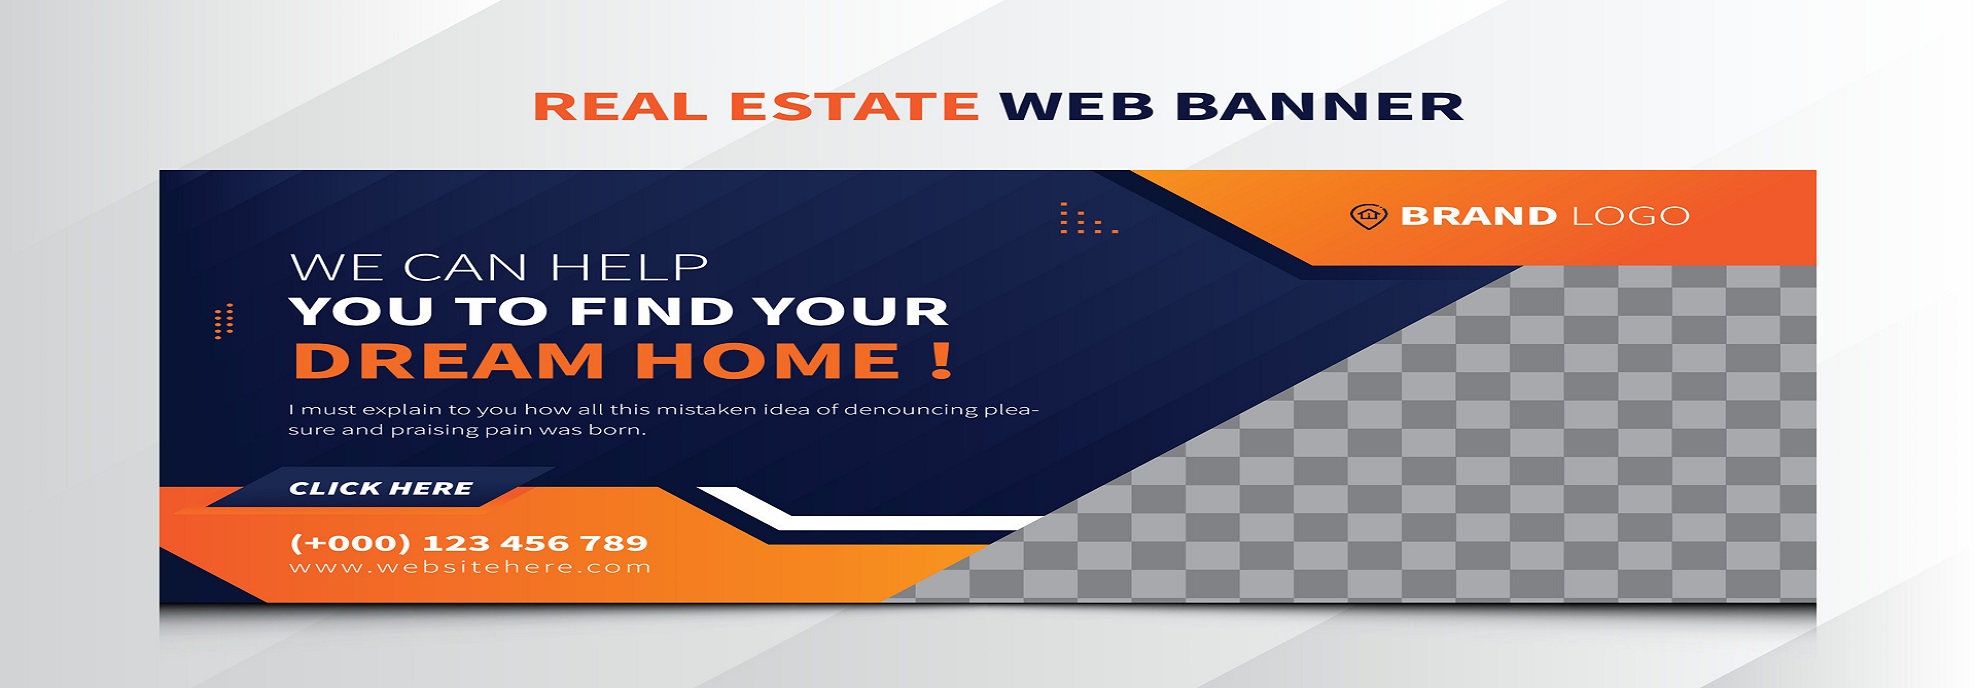 REAL ESTATE WEB BANNER
BRAND LOGO
WE CAN HELP
YOU TO FIND YOUR
DREAM HOME !
I must explain to you how all this mistaken idea of denouncing plea-
sure and praising pain was born.
CLICK HERE
(+000) 123 456 789
www.websitehere.com